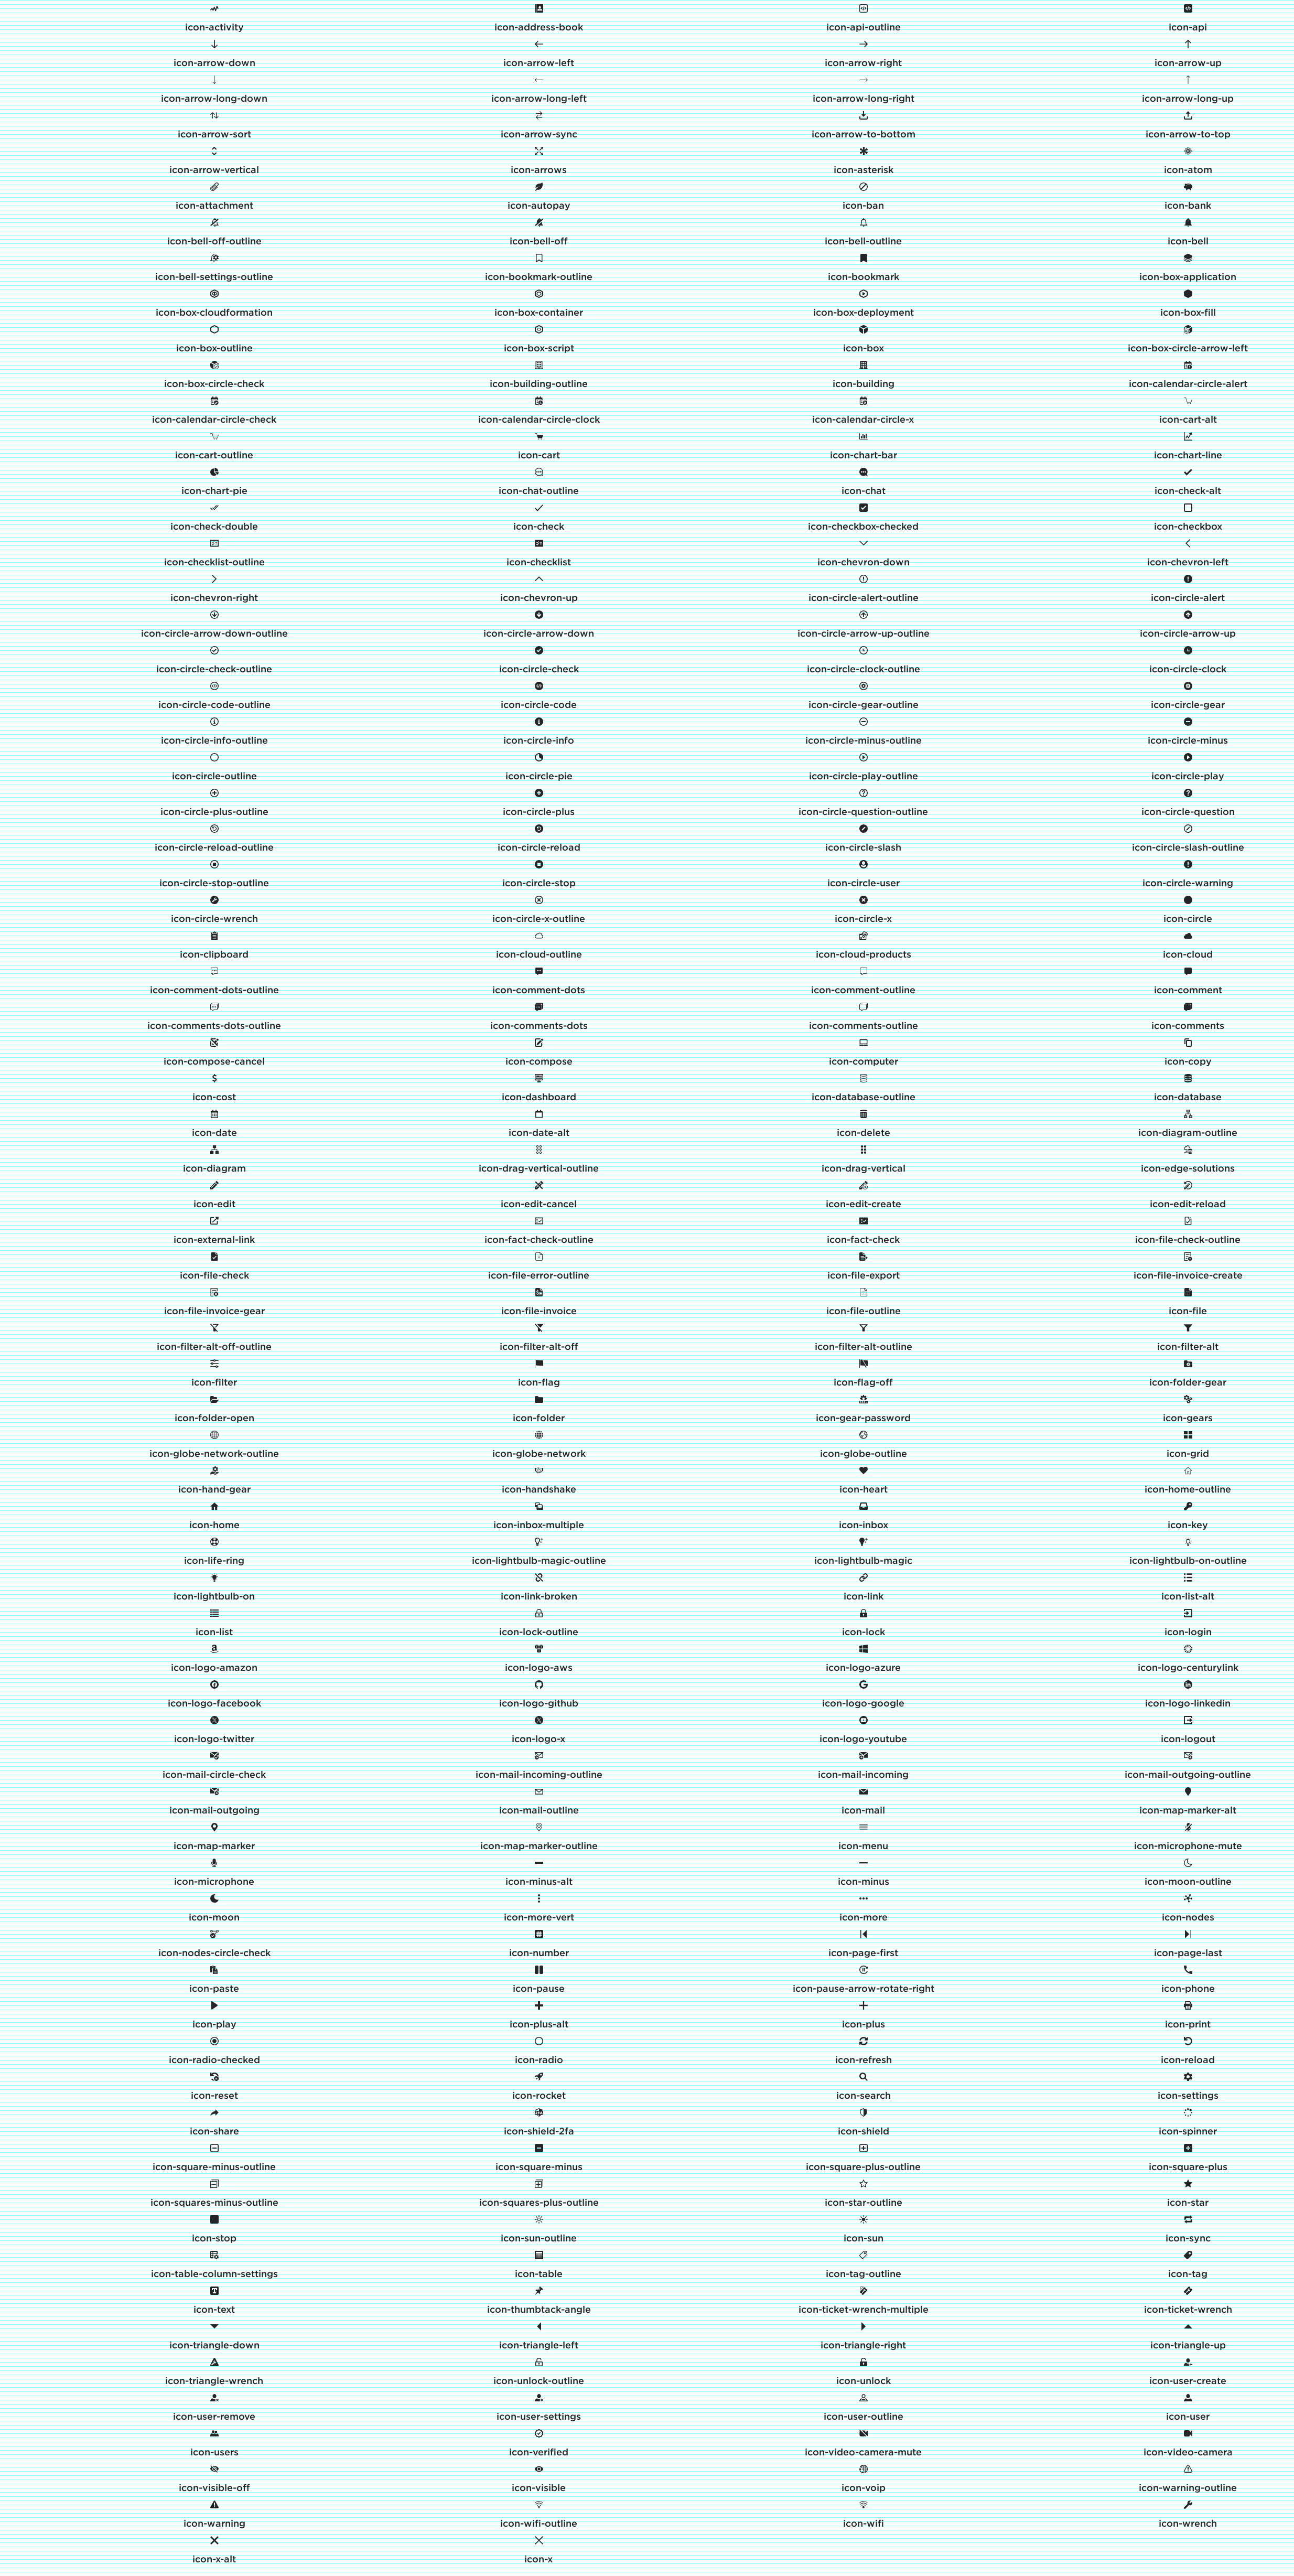 icon-activity icon-address-book icon-api-outline icon-api
icon-arrow-down icon-arrow-left icon-arrow-right icon-arrow-up
icon-arrow-long-down icon-arrow-long-left icon-arrow-long-right icon-arrow-long-up
icon-arrow-sort icon-arrow-sync icon-arrow-to-bottom icon-arrow-to-top
icon-arrow-vertical icon-arrows icon-asterisk icon-atom
icon-attachment icon-autopay icon-ban icon-bank
icon-bell-off-outline icon-bell-off icon-bell-outline icon-bell
icon-bell-settings-outline icon-bookmark-outline icon-bookmark icon-box-application
icon-box-cloudformation icon-box-container icon-box-deployment icon-box-fill
icon-box-outline icon-box-script icon-box icon-box-circle-arrow-left
icon-box-circle-check icon-building-outline icon-building icon-calendar-circle-alert
icon-calendar-circle-check icon-calendar-circle-clock icon-calendar-circle-x icon-cart-alt
icon-cart-outline icon-cart icon-chart-bar icon-chart-line
icon-chart-pie icon-chat-outline icon-chat icon-check-alt
icon-check-double icon-check icon-checkbox-checked icon-checkbox
icon-checklist-outline icon-checklist icon-chevron-down icon-chevron-left
icon-chevron-right icon-chevron-up icon-circle-alert-outline icon-circle-alert
icon-circle-arrow-down-outline icon-circle-arrow-down icon-circle-arrow-up-outline icon-circle-arrow-up
icon-circle-check-outline icon-circle-check icon-circle-clock-outline icon-circle-clock
icon-circle-code-outline icon-circle-code icon-circle-gear-outline icon-circle-gear
icon-circle-info-outline icon-circle-info icon-circle-minus-outline icon-circle-minus
icon-circle-outline icon-circle-pie icon-circle-play-outline icon-circle-play
icon-circle-plus-outline icon-circle-plus icon-circle-question-outline icon-circle-question
icon-circle-reload-outline icon-circle-reload icon-circle-slash icon-circle-slash-outline
icon-circle-stop-outline icon-circle-stop icon-circle-user icon-circle-warning
icon-circle-wrench icon-circle-x-outline icon-circle-x icon-circle
icon-clipboard icon-cloud-outline icon-cloud-products icon-cloud
icon-comment-dots-outline icon-comment-dots icon-comment-outline icon-comment
icon-comments-dots-outline icon-comments-dots icon-comments-outline icon-comments
icon-compose-cancel icon-compose icon-computer icon-copy
icon-cost icon-dashboard icon-database-outline icon-database
icon-date icon-date-alt icon-delete icon-diagram-outline
icon-diagram icon-drag-vertical-outline icon-drag-vertical icon-edge-solutions
icon-edit icon-edit-cancel icon-edit-create icon-edit-reload
icon-external-link icon-fact-check-outline icon-fact-check icon-file-check-outline
icon-file-check icon-file-error-outline icon-file-export icon-file-invoice-create
icon-file-invoice-gear icon-file-invoice icon-file-outline icon-file
icon-filter-alt-off-outline icon-filter-alt-off icon-filter-alt-outline icon-filter-alt
icon-filter icon-flag icon-flag-off icon-folder-gear
icon-folder-open icon-folder icon-gear-password icon-gears
icon-globe-network-outline icon-globe-network icon-globe-outline icon-grid
icon-hand-gear icon-handshake icon-heart icon-home-outline
icon-home icon-inbox-multiple icon-inbox icon-key
icon-life-ring icon-lightbulb-magic-outline icon-lightbulb-magic icon-lightbulb-on-outline
icon-lightbulb-on icon-link-broken icon-link icon-list-alt
icon-list icon-lock-outline icon-lock icon-login
icon-logo-amazon icon-logo-aws icon-logo-azure icon-logo-centurylink
icon-logo-facebook icon-logo-github icon-logo-google icon-logo-linkedin
icon-logo-twitter icon-logo-x icon-logo-youtube icon-logout
icon-mail-circle-check icon-mail-incoming-outline icon-mail-incoming icon-mail-outgoing-outline
icon-mail-outgoing icon-mail-outline icon-mail icon-map-marker-alt
icon-map-marker icon-map-marker-outline icon-menu icon-microphone-mute
icon-microphone icon-minus-alt icon-minus icon-moon-outline
icon-moon icon-more-vert icon-more icon-nodes
icon-nodes-circle-check icon-number icon-page-first icon-page-last
icon-paste icon-pause icon-pause-arrow-rotate-right icon-phone
icon-play icon-plus-alt icon-plus icon-print
icon-radio-checked icon-radio icon-refresh icon-reload
icon-reset icon-rocket icon-search icon-settings
icon-share icon-shield-2fa icon-shield icon-spinner
icon-square-minus-outline icon-square-minus icon-square-plus-outline icon-square-plus
icon-squares-minus-outline icon-squares-plus-outline icon-star-outline icon-star
icon-stop icon-sun-outline icon-sun icon-sync
icon-table-column-settings icon-table icon-tag-outline icon-tag
icon-text icon-thumbtack-angle icon-ticket-wrench-multiple icon-ticket-wrench
icon-triangle-down icon-triangle-left icon-triangle-right icon-triangle-up
icon-triangle-wrench icon-unlock-outline icon-unlock icon-user-create
icon-user-remove icon-user-settings icon-user-outline icon-user
icon-users icon-verified icon-video-camera-mute icon-video-camera
icon-visible-off icon-visible icon-voip icon-warning-outline
icon-warning icon-wifi-outline icon-wifi icon-wrench
icon-x-alt icon-x